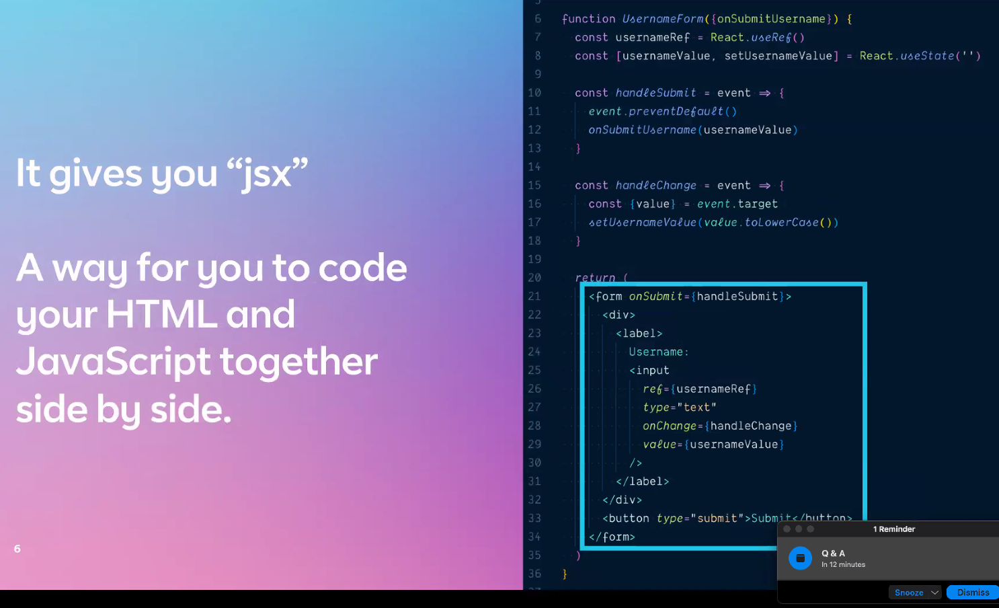 It gives you “jsx”
A way for you to code
your HTML and
JavaScript together
side by side.
6
6 function UsernameForm({onSubmitUsername}) {
7 const usernameRef = React.useRef()
8 const [usernameValue, setUsernameValue] = React.useState('')
9
10 const handleSubmit = event => {
11 event.preventDefault()
12 onSubmitUsername(usernameValue)
13 }
14
15 const handleChange = event => {
16 const {value} = event.target
17 setUsernameValue(value.toLowerCase())
18 }
19
20 return (
21 <form onSubmit={handleSubmit}>
22 <div>
23 <label>
24 Username:
25 <input
26 ref={usernameRef}
27 type="text"
28 onChange={handleChange}
29 value={usernameValue}
30 />
31 </label>
32 </div>
33 <button type="submit">Submit</button>
34 </form>
35 )
36 }
1 Reminder
Q & A
In 12 minutes
Snooze
Dismiss